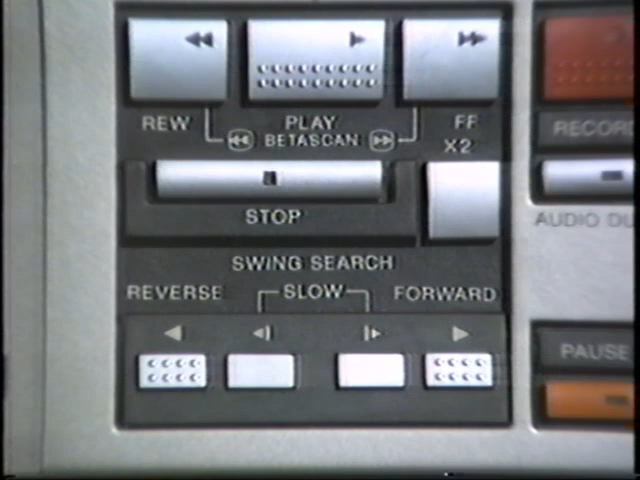 REW PLAY FF
BETASCAN
X2
RECORD
STOP
AUDIO DU
SWING SEARCH
REVERSE SLOW FORWARD
PAUSE